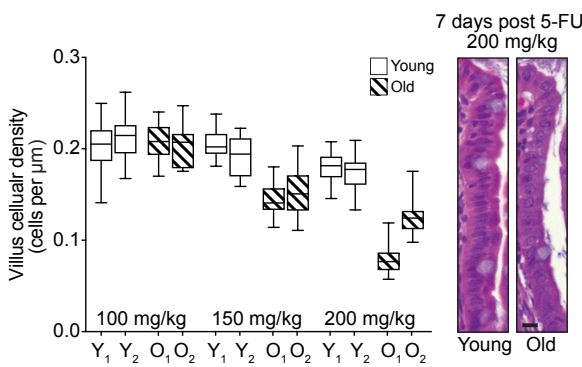 7 days post 5-FU
200 mg/kg
0.3
0.2
0.1
0.0
Villus cellualr density
(cells per μm)
Young
Old
100 mg/kg 150 mg/kg 200 mg/kg
Y1 Y2 O1 O2 Y1 Y2 O1 O2 Y1 Y2 O1 O2
Young Old